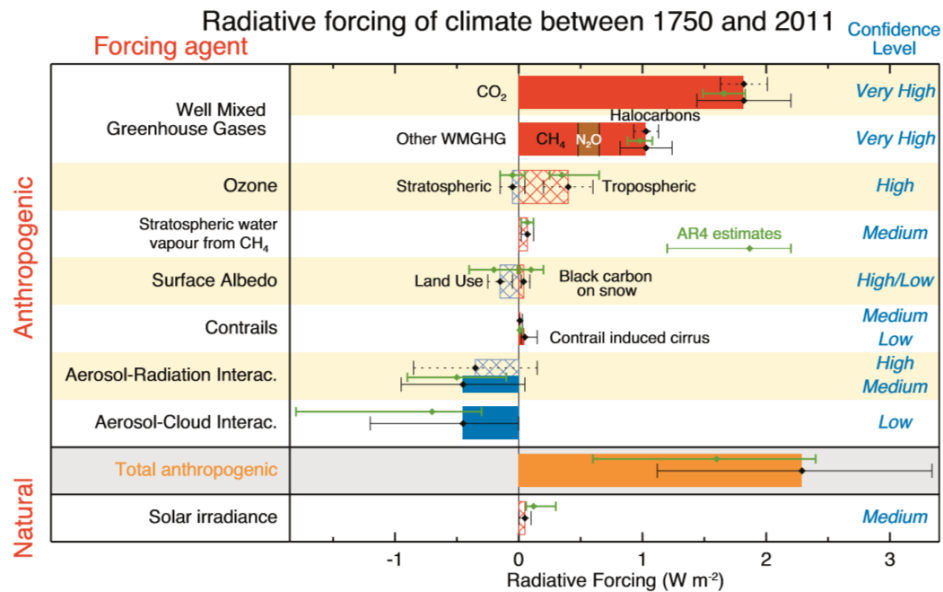 Radiative forcing of climate between 1750 and 2011
Forcing agent
Confidence
Level
Anthropogenic
Well Mixed
Greenhouse Gases
CO2
Very High
Halocarbons
Other WMGHG
CH4
N2O
Very High
Ozone
Stratospheric
Tropospheric
High
Stratospheric water
vapour from CH4
AR4 estimates
Medium
Surface Albedo
Land Use
Black carbon
on snow
High/Low
Contrails
Contrail induced cirrus
Medium
Low
Aerosol-Radiation Interac.
High
Medium
Aerosol-Cloud Interac.
Low
Total anthropogenic
Natural
Solar irradiance
Medium
-1 0 1 2 3
Radiative Forcing (W m-2)